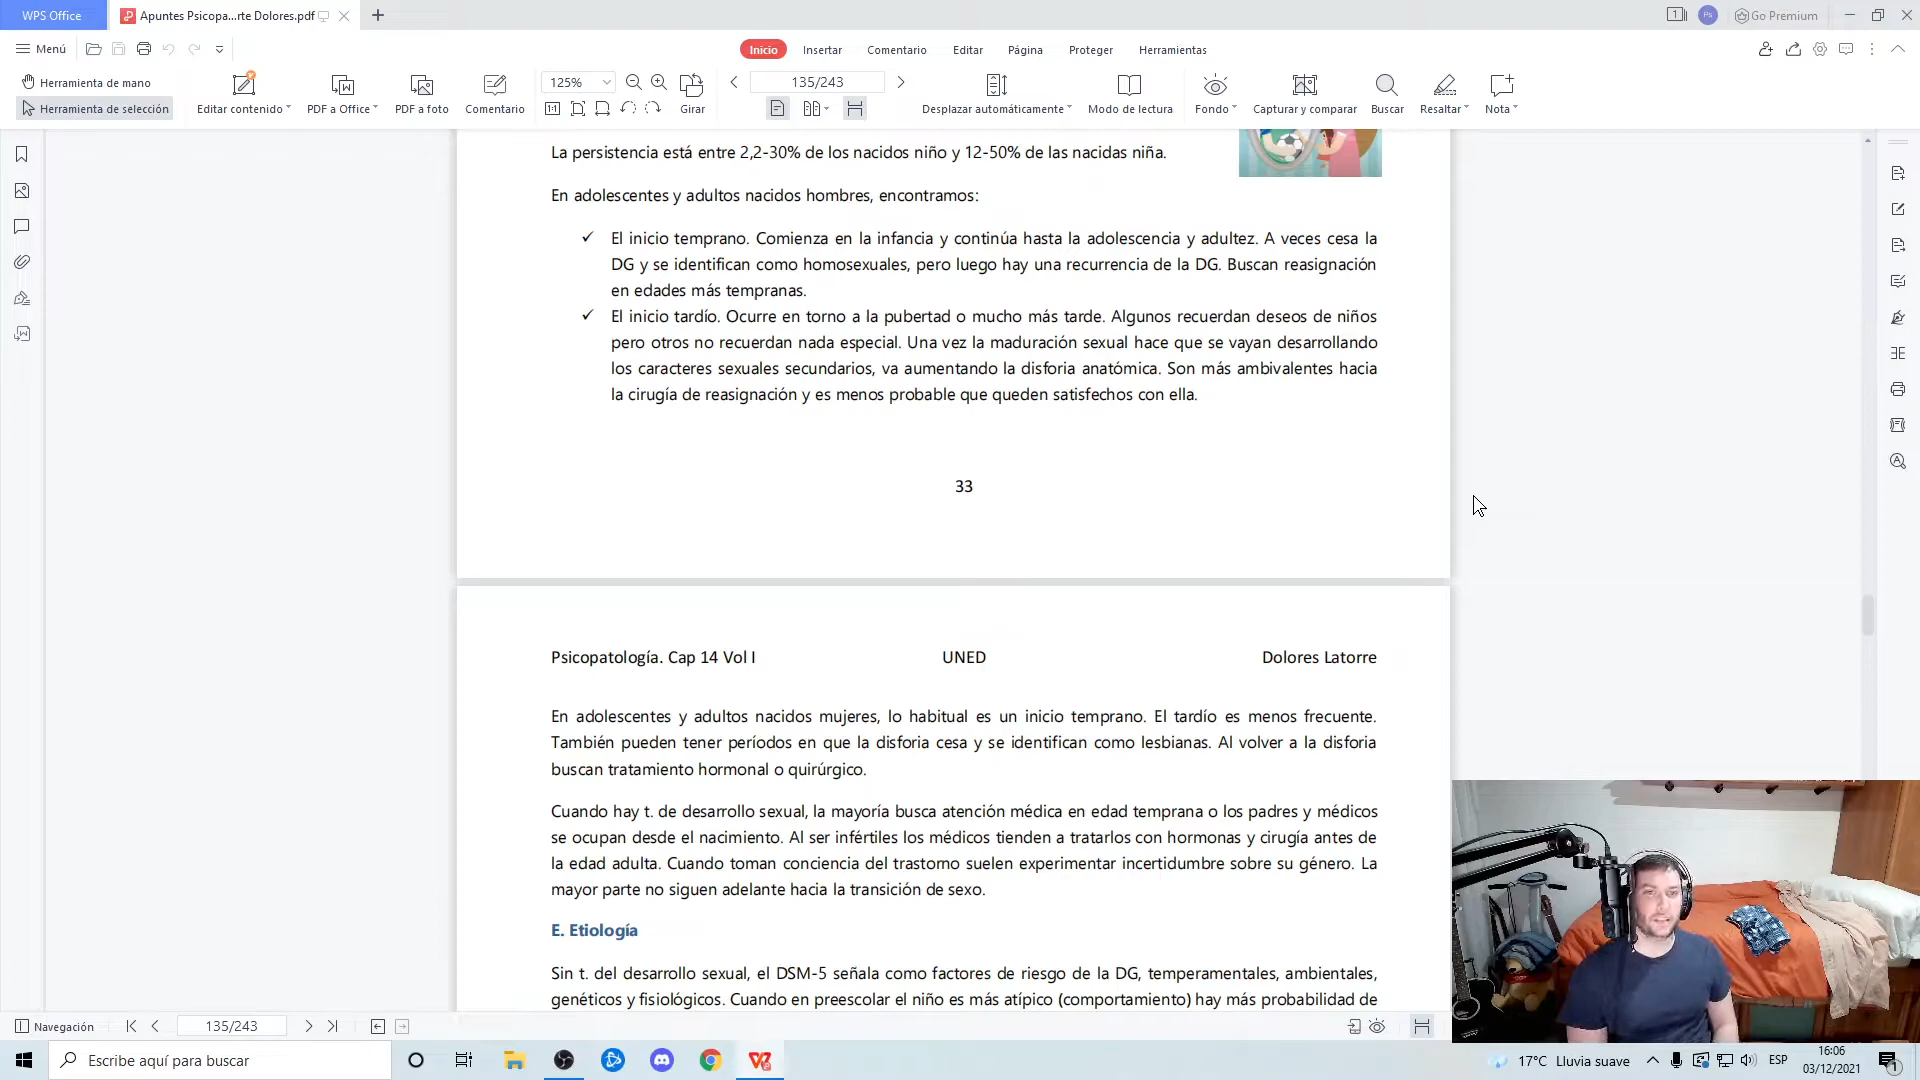 WPS Office
Apuntes Psicopa...rte Dolores.pdf
Go Premium
Menú
Inicio
Insertar
Comentario
Editar
Página
Proteger
Herramientas
Herramienta de mano
Herramienta de selección
Editar contenido
PDF a Office
PDF a foto
Comentario
125%
Girar
135/243
Desplazar automáticamente
Modo de lectura
Fondo
Capturar y comparar
Buscar
Resaltar
Nota
La persistencia está entre 2,2-30% de los nacidos niño y 12-50% de las nacidas niña.
En adolescentes y adultos nacidos hombres, encontramos:
✓ El inicio temprano. Comienza en la infancia y continúa hasta la adolescencia y adultez. A veces cesa la
DG y se identifican como homosexuales, pero luego hay una recurrencia de la DG. Buscan reasignación
en edades más tempranas.
✓ El inicio tardío. Ocurre en torno a la pubertad o mucho más tarde. Algunos recuerdan deseos de niños
pero otros no recuerdan nada especial. Una vez la maduración sexual hace que se vayan desarrollando
los caracteres sexuales secundarios, va aumentando la disforia anatómica. Son más ambivalentes hacia
la cirugía de reasignación y es menos probable que queden satisfechos con ella.
33
Psicopatología. Cap 14 Vol I
UNED
Dolores Latorre
En adolescentes y adultos nacidos mujeres, lo habitual es un inicio temprano. El tardío es menos frecuente.
También pueden tener períodos en que la disforia cesa y se identifican como lesbianas. Al volver a la disforia
buscan tratamiento hormonal o quirúrgico.
Cuando hay t. de desarrollo sexual, la mayoría busca atención médica en edad temprana o los padres y médicos
se ocupan desde el nacimiento. Al ser infértiles los médicos tienden a tratarlos con hormonas y cirugía antes de
la edad adulta. Cuando toman conciencia del trastorno suelen experimentar incertidumbre sobre su género. La
mayor parte no siguen adelante hacia la transición de sexo.
E. Etiología
Sin t. del desarrollo sexual, el DSM-5 señala como factores de riesgo de la DG, temperamentales, ambientales,
genéticos y fisiológicos. Cuando en preescolar el niño es más atípico (comportamiento) hay más probabilidad de
Navegación
135/243
Escribe aquí para buscar
17°C Lluvia suave
ESP
16:06
03/12/2021